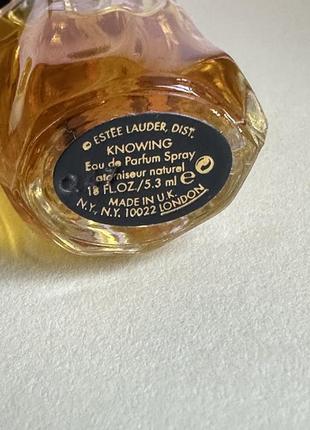 © ESTĒE LAUDER, DIST.
KNOWING
Eau de Parfum Spray
atomiseur naturel
18 FL.OZ/5.3 ml ℮
MADE IN U.K.
N.Y., N.Y. 10022 LONDON